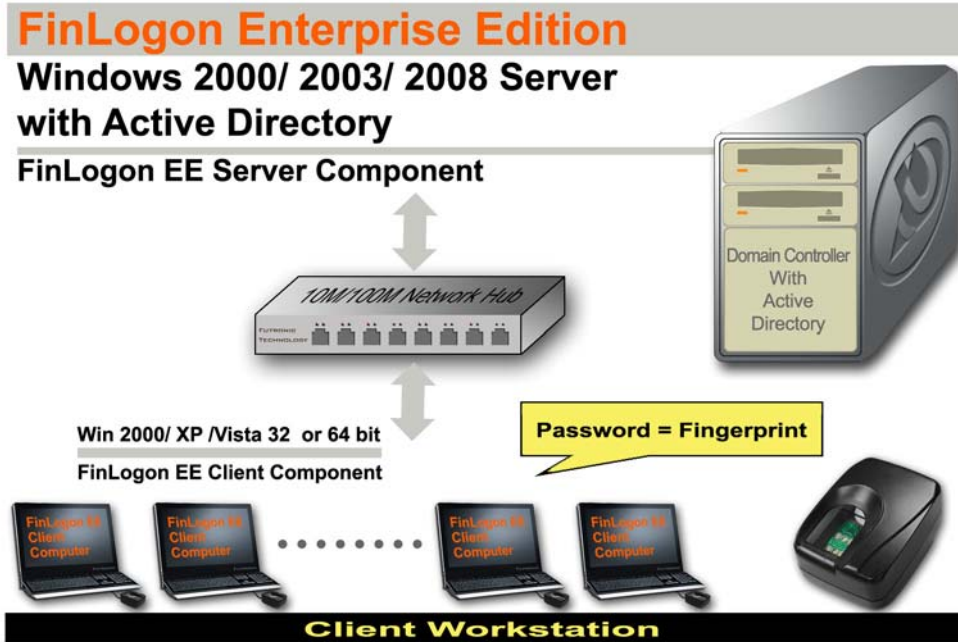 FinLogon Enterprise Edition
Windows 2000/ 2003/ 2008 Server
with Active Directory
FinLogon EE Server Component
Domain Controller
With
Active
Directory
10M/100M Network Hub
FUTRONIC
TECHNOLOGY
Win 2000/ XP /Vista 32 or 64 bit
FinLogon EE Client Component
Password = Fingerprint
FinLogon EE
Client
Computer
FinLogon EE
Client
Computer
FinLogon EE
Client
Computer
FinLogon EE
Client
Computer
Client Workstation